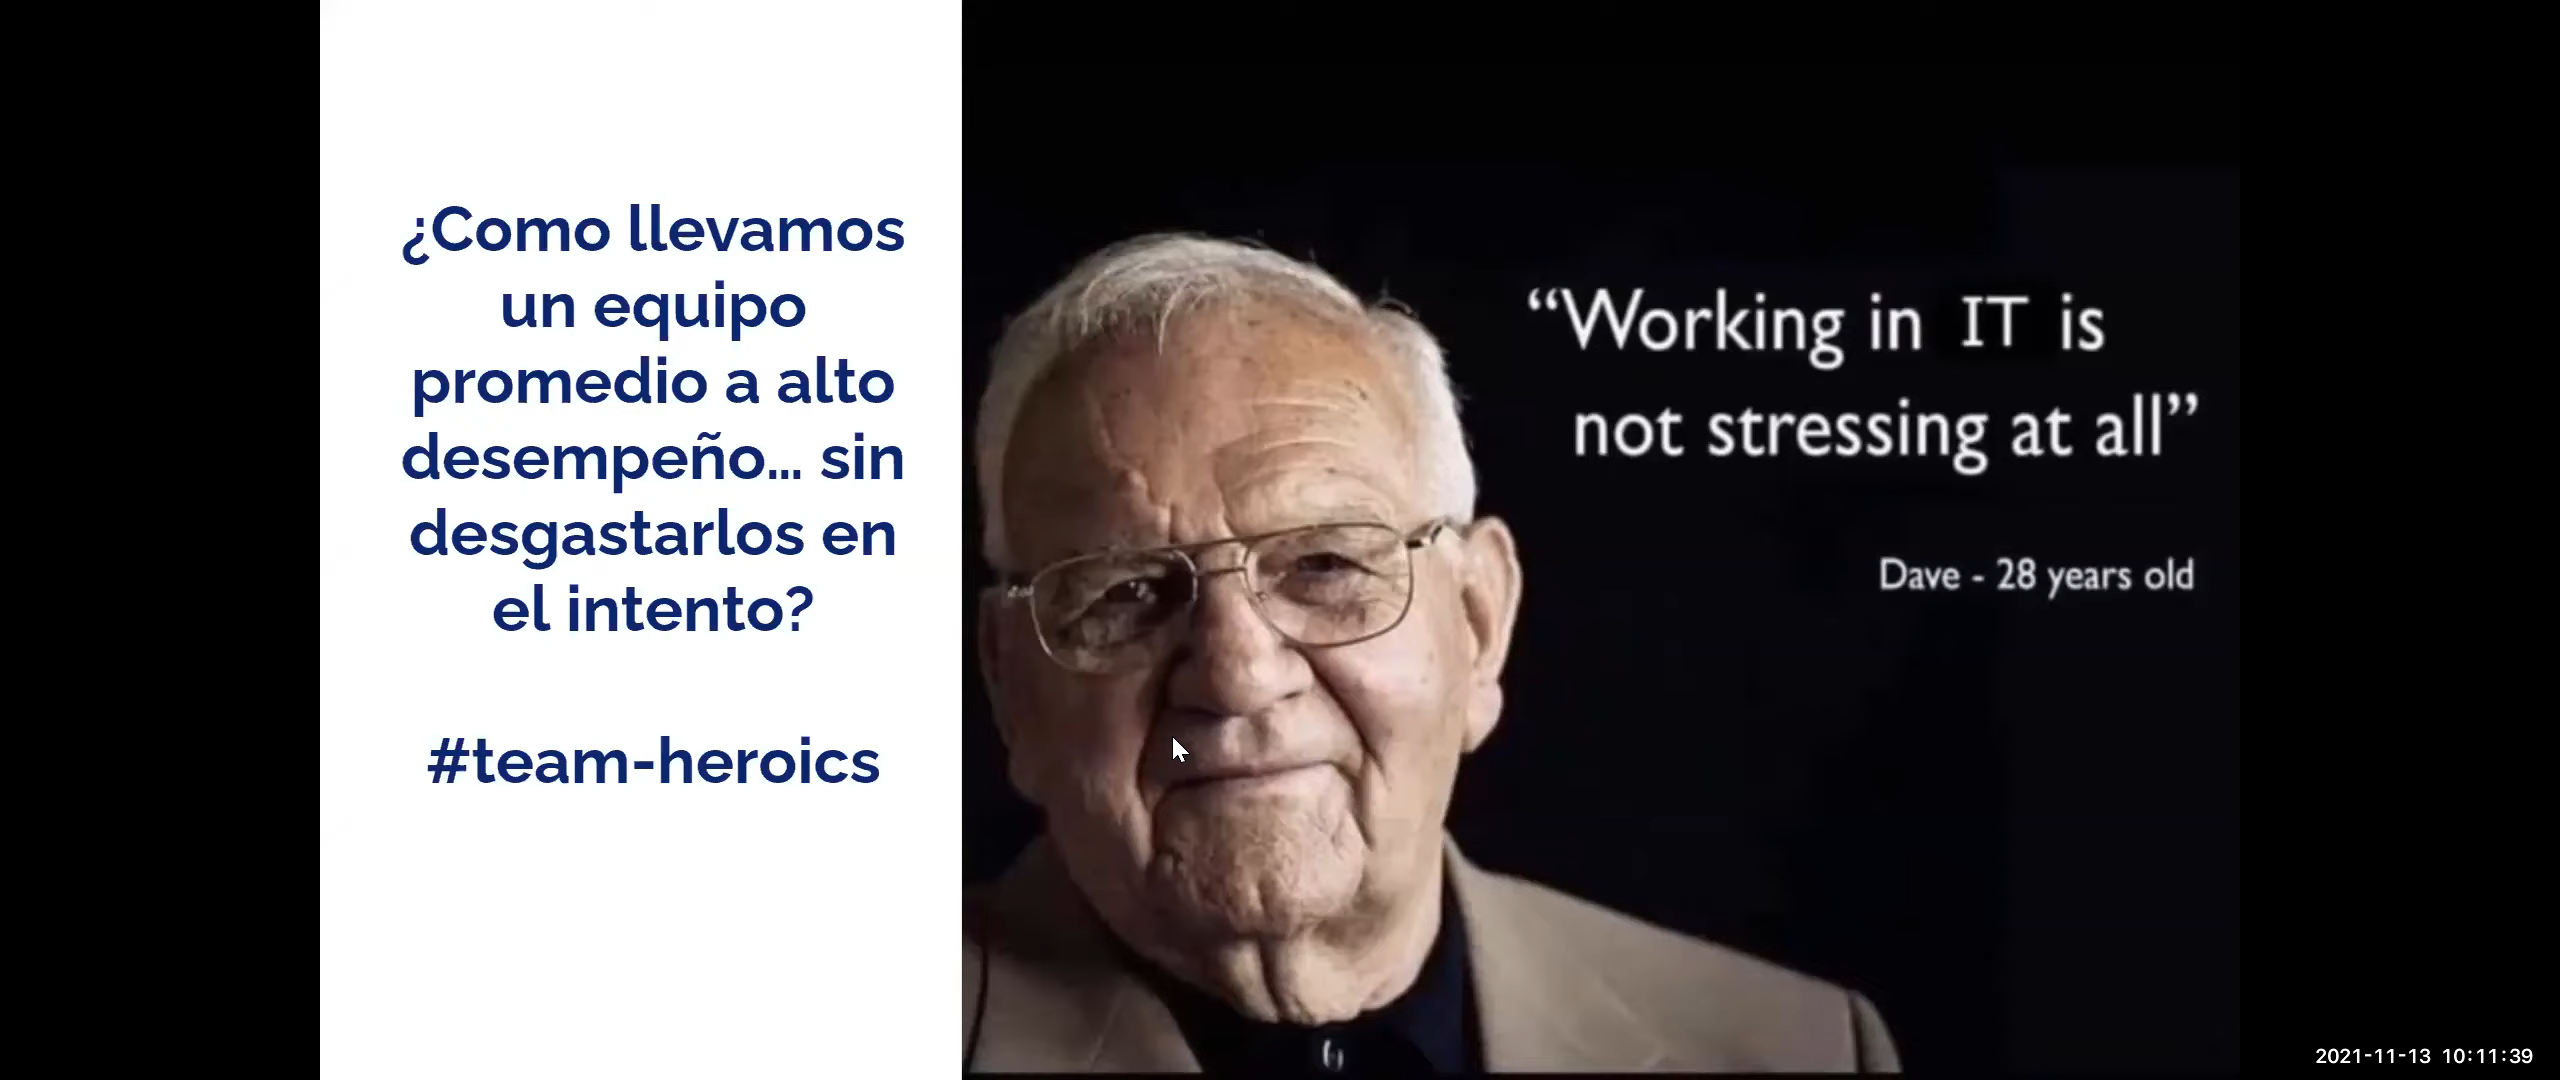 ¿Como llevamos
un equipo
promedio a alto
desempeño... sin
desgastarlos en
el intento?
#team-heroics
“Working in IT is
not stressing at all”
Dave - 28 years old
2021-11-13 10:11:39